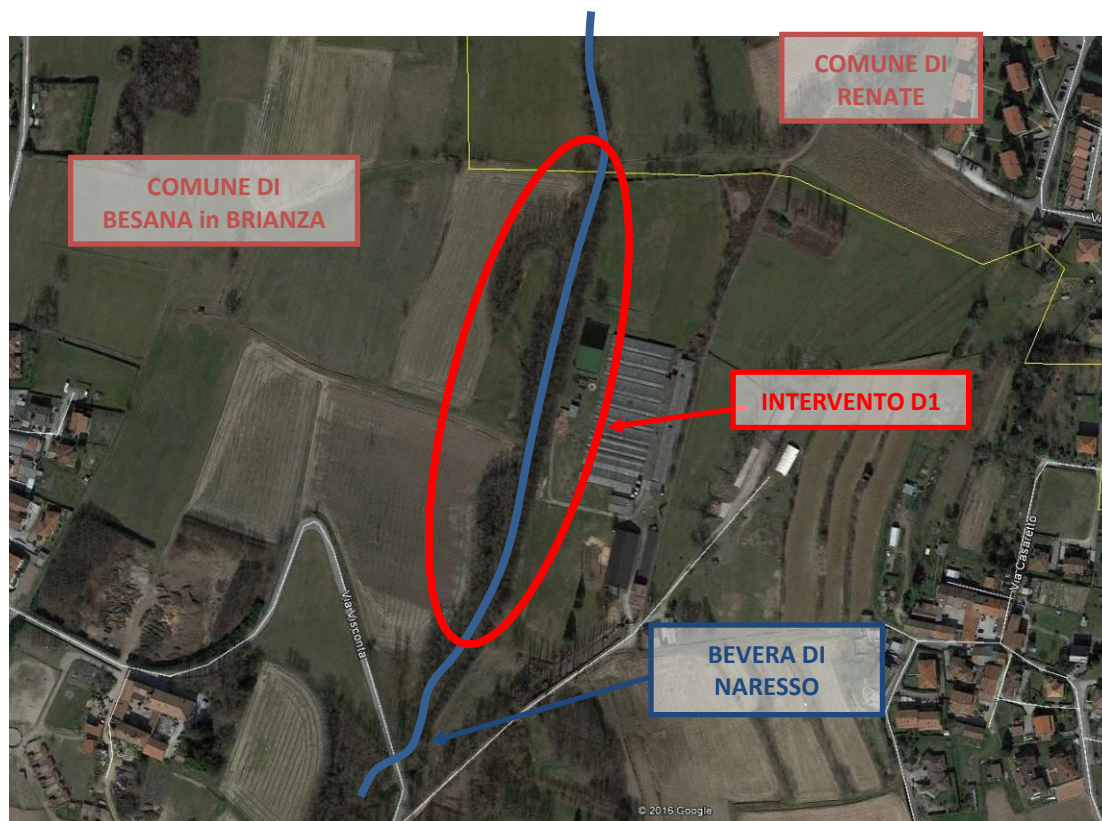 COMUNE DI
RENATE
COMUNE DI
BESANA in BRIANZA
INTERVENTO D1
Via Casaretto
Via Visconta
BEVERA DI
NARESSO
© 2016 Google